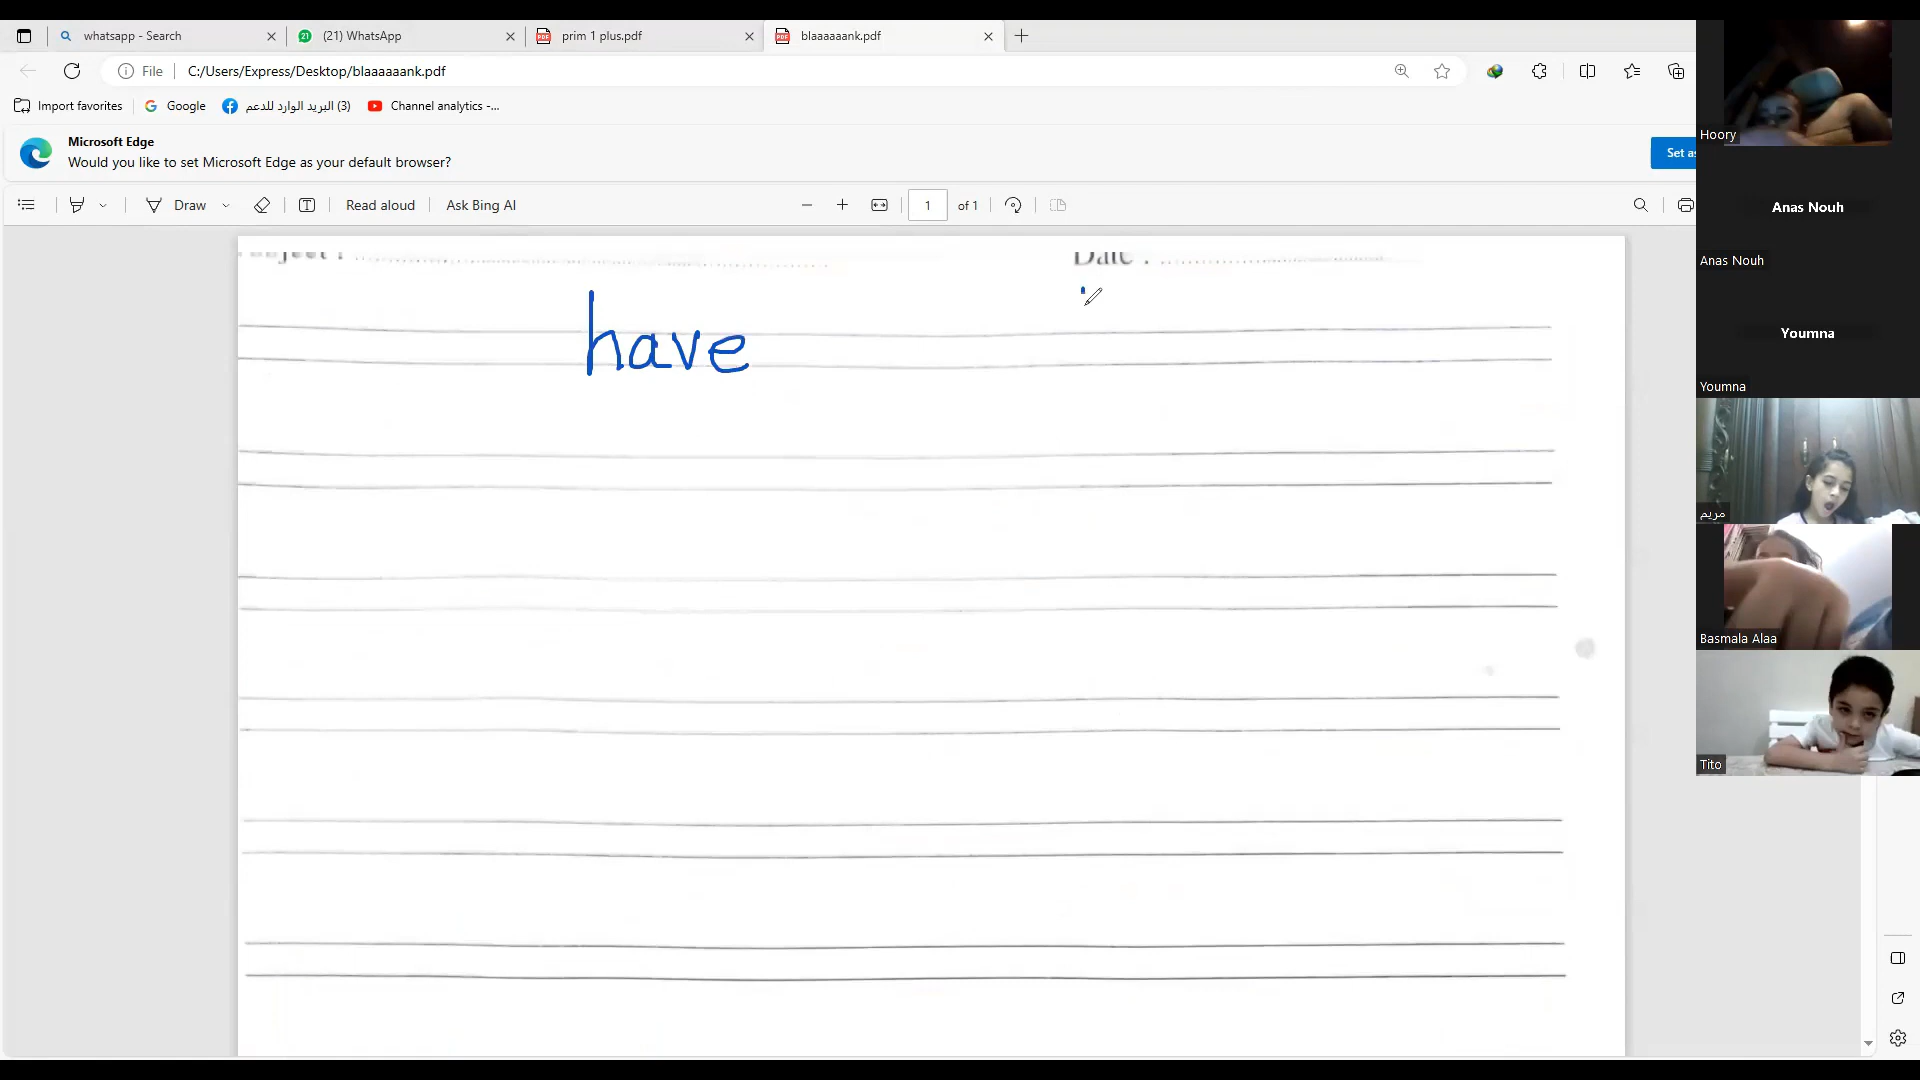 whatsapp - Search
(21) WhatsApp
prim 1 plus.pdf
blaaaaaank.pdf
File
C:/Users/Express/Desktop/blaaaaaank.pdf
Import favorites
Google
(3) البريد الوارد للدعم
Channel analytics -...
Microsoft Edge
Would you like to set Microsoft Edge as your default browser?
Set as
Draw
Read aloud
Ask Bing AI
1
of 1
Date :
have
Hoory
Anas Nouh
Anas Nouh
Youmna
Youmna
مريم
Basmala Alaa
Tito